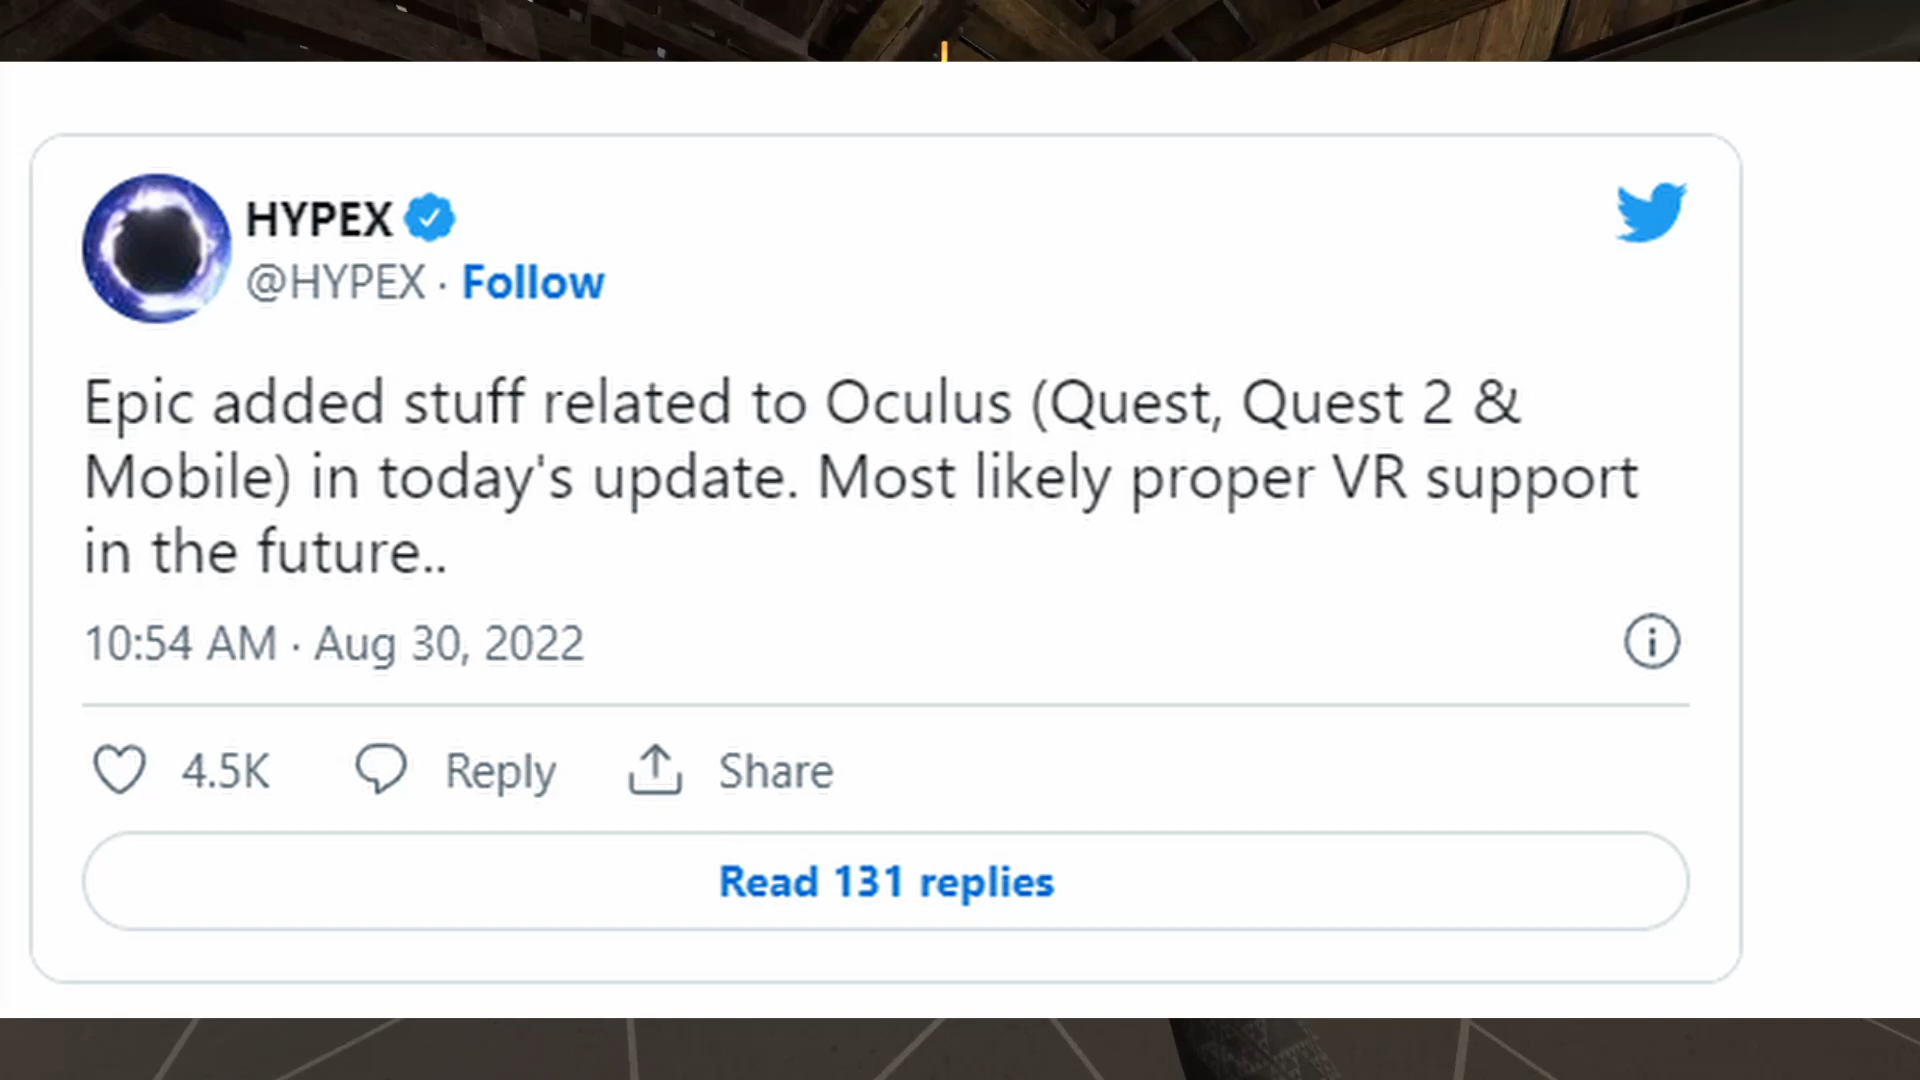 HYPEX
@HYPEX · Follow
Epic added stuff related to Oculus (Quest, Quest 2 &
Mobile) in today's update. Most likely proper VR support
in the future..
10:54 AM · Aug 30, 2022
4.5K Reply Share
Read 131 replies